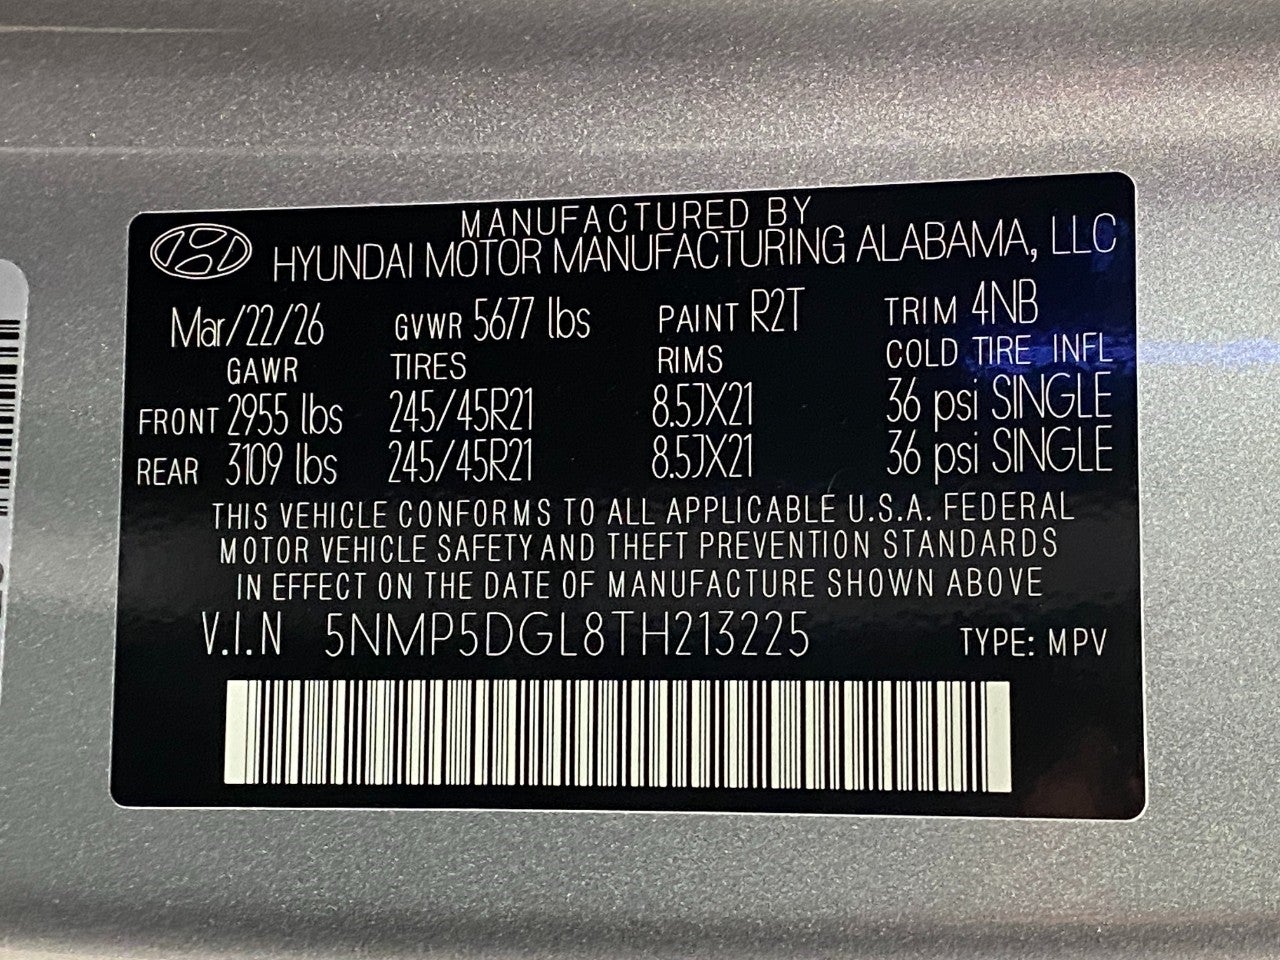 MANUFACTURED BY
HYUNDAI MOTOR MANUFACTURING ALABAMA, LLC
Mar/22/26 GVWR 5677 lbs PAINT R2T TRIM 4NB
GAWR TIRES RIMS COLD TIRE INFL
FRONT 2955 lbs 245/45R21 8.5JX21 36 psi SINGLE
REAR 3109 lbs 245/45R21 8.5JX21 36 psi SINGLE
THIS VEHICLE CONFORMS TO ALL APPLICABLE U.S.A. FEDERAL
MOTOR VEHICLE SAFETY AND THEFT PREVENTION STANDARDS
IN EFFECT ON THE DATE OF MANUFACTURE SHOWN ABOVE
V.I.N 5NMP5DGL8TH213225 TYPE: MPV